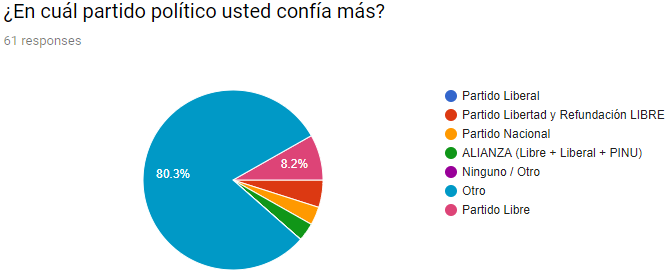 ¿En cuál partido político usted confía más?
61 responses
80.3%
8.2%
Partido Liberal
Partido Libertad y Refundación LIBRE
Partido Nacional
ALIANZA (Libre + Liberal + PINU)
Ninguno / Otro
Otro
Partido Libre